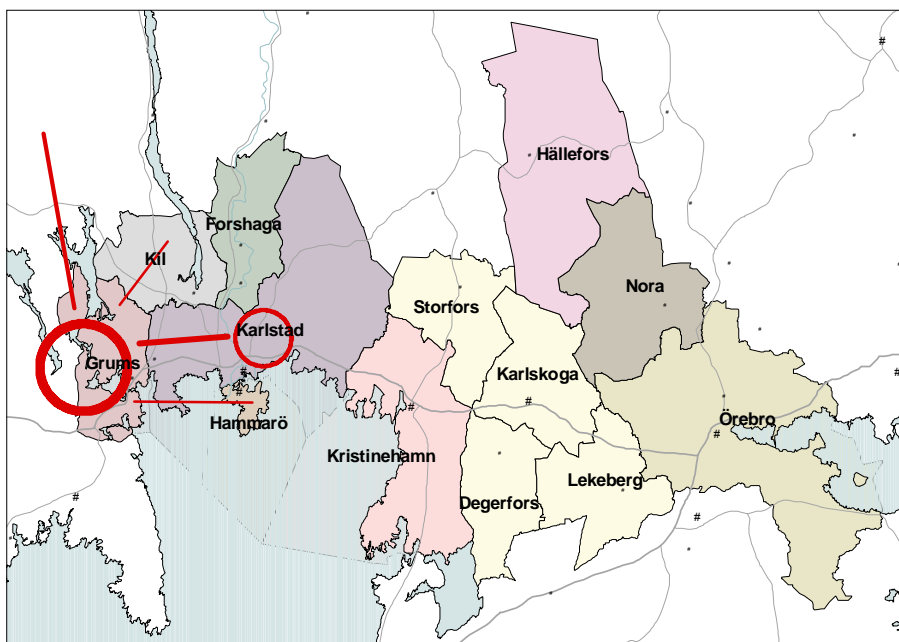 Hällefors
Forshaga
Kil
Nora
Storfors
Karlstad
Grums
Karlskoga
Hammarö
Örebro
Kristinehamn
Lekeberg
Degerfors